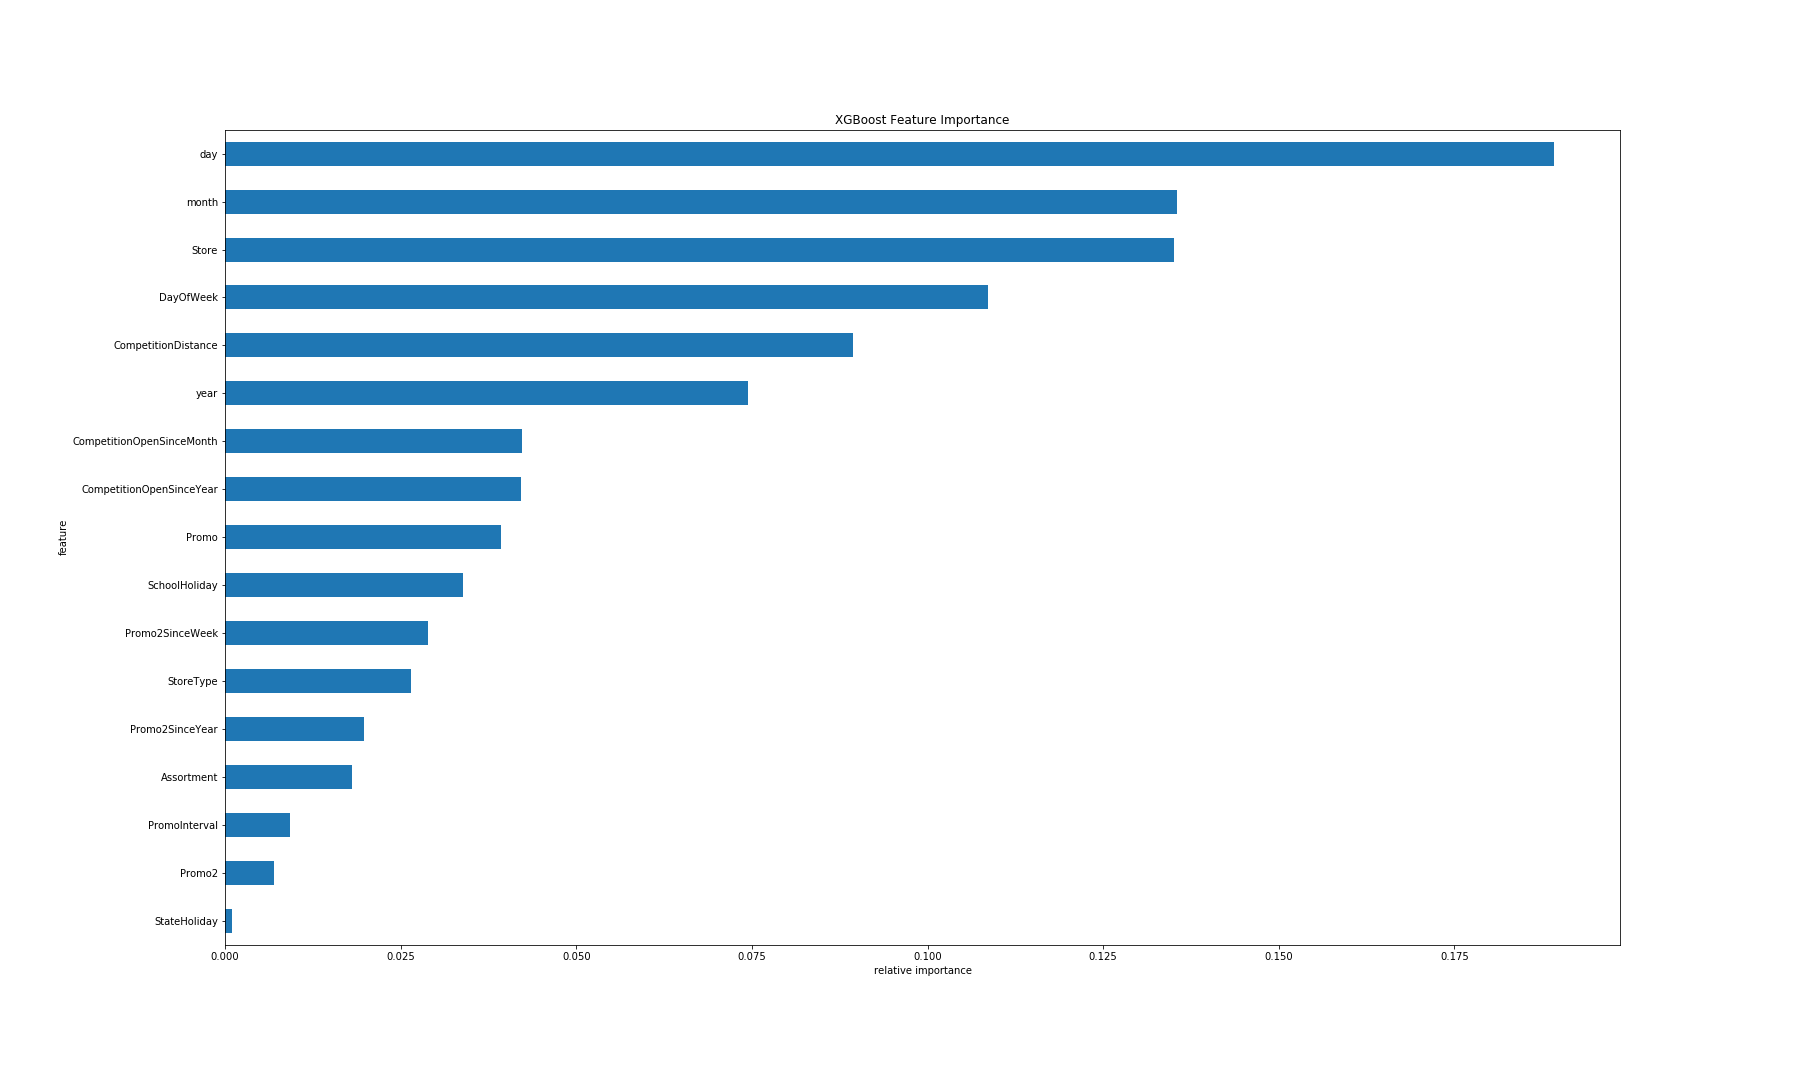 XGBoost Feature Importance
day
month
Store
DayOfWeek
CompetitionDistance
year
CompetitionOpenSinceMonth
CompetitionOpenSinceYear
Promo
SchoolHoliday
Promo2SinceWeek
StoreType
Promo2SinceYear
Assortment
PromoInterval
Promo2
StateHoliday
feature
0.000 0.025 0.050 0.075 0.100 0.125 0.150 0.175
relative importance